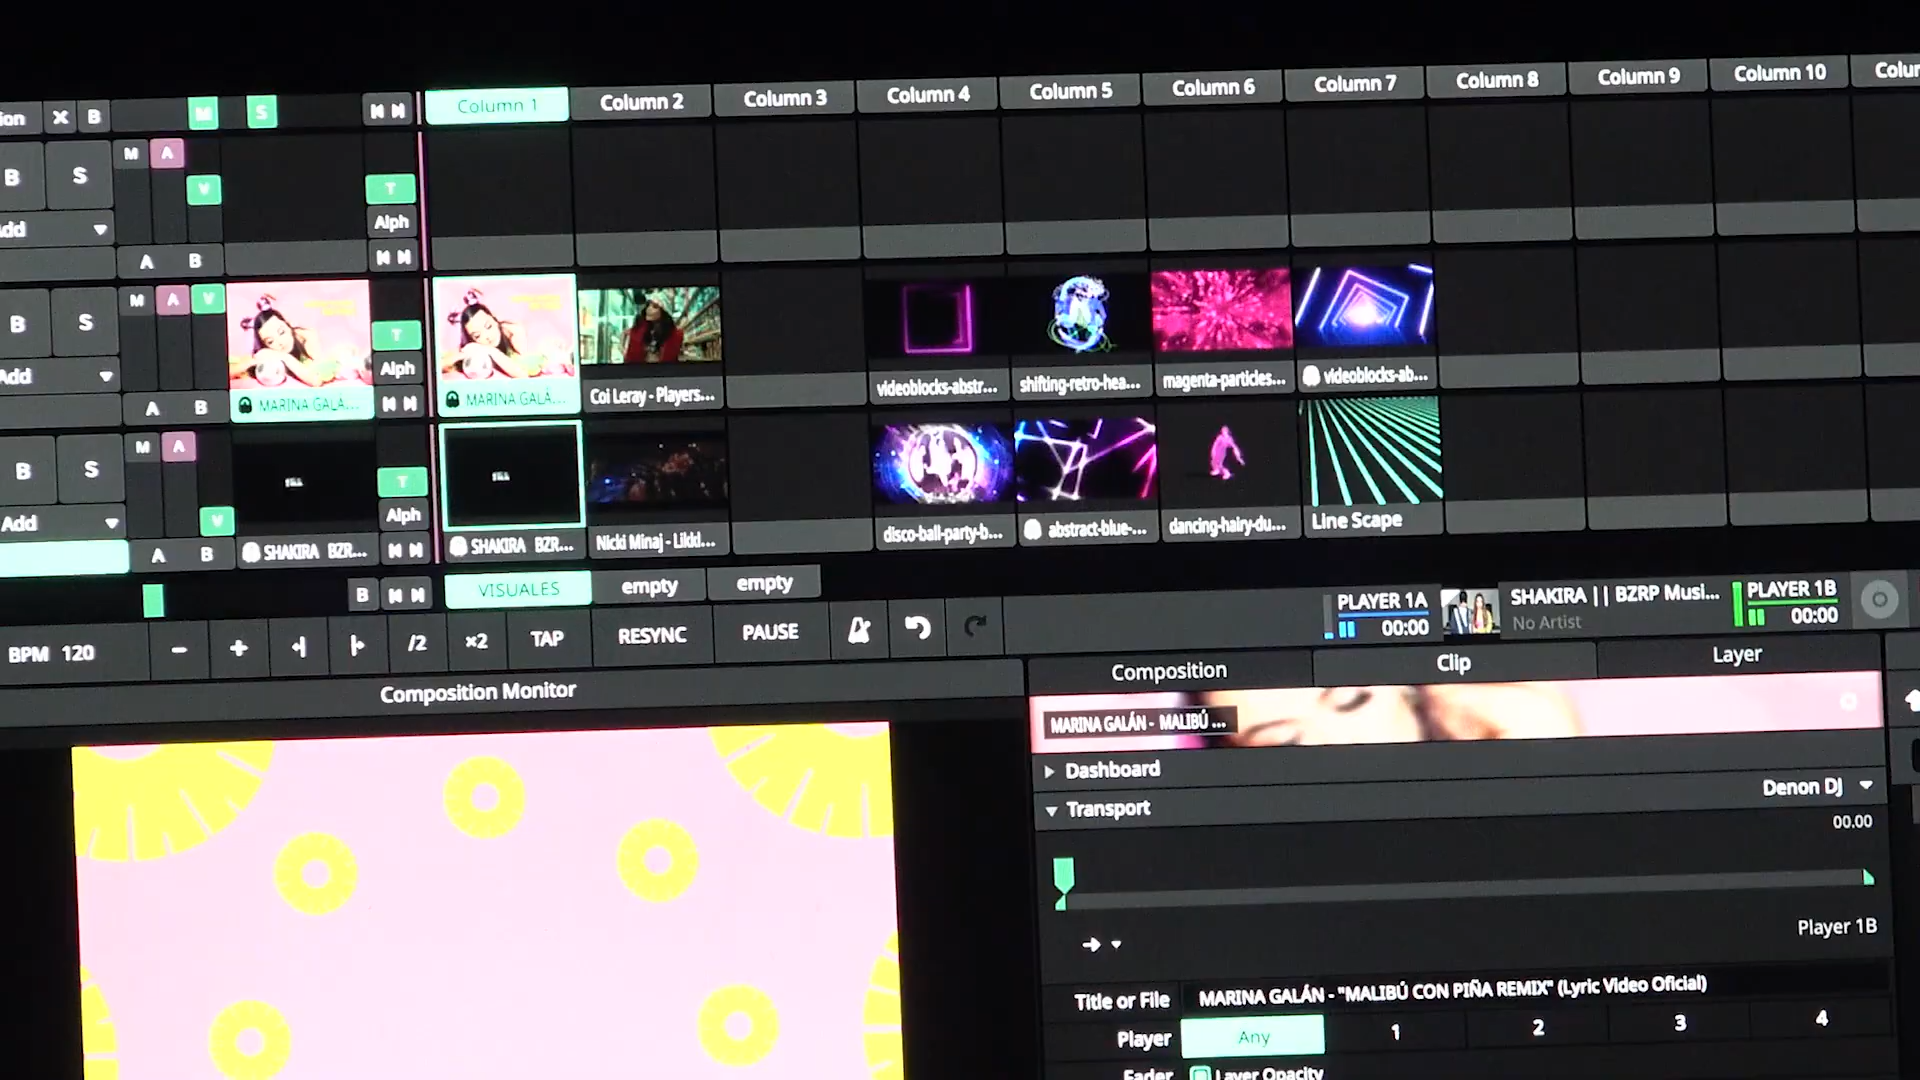 ion X B M S Column 1 Column 2 Column 3 Column 4 Column 5 Column 6 Column 7 Column 8 Column 9 Column 10 Colu
M A
B S V T
Add Alph
A B
M A V
B S T
Add Alph
A B MARINA GALÁ... MARINA GALÁ... Coi Leray - Players... videoblocks-abstr... shifting-retro-hea... magenta-particles... videoblocks-ab...
M A
B S T
Add V Alph
A B SHAKIRA BZR... SHAKIRA BZR... Nicki Minaj - Likkl... disco-ball-party-b... abstract-blue-... dancing-hairy-du... Line Scape
B VISUALES empty empty
PLAYER 1A 00:00 SHAKIRA || BZRP Musi... No Artist PLAYER 1B 00:00
BPM 120 - + /2 x2 TAP RESYNC PAUSE
Composition Monitor
Composition Clip Layer
MARINA GALÁN - MALIBÚ ...
Dashboard
Denon DJ
Transport
00.00
Player 1B
Title or File MARINA GALÁN - "MALIBÚ CON PIÑA REMIX" (Lyric Video Oficial)
Player Any 1 2 3 4
Fader Layer Opacity